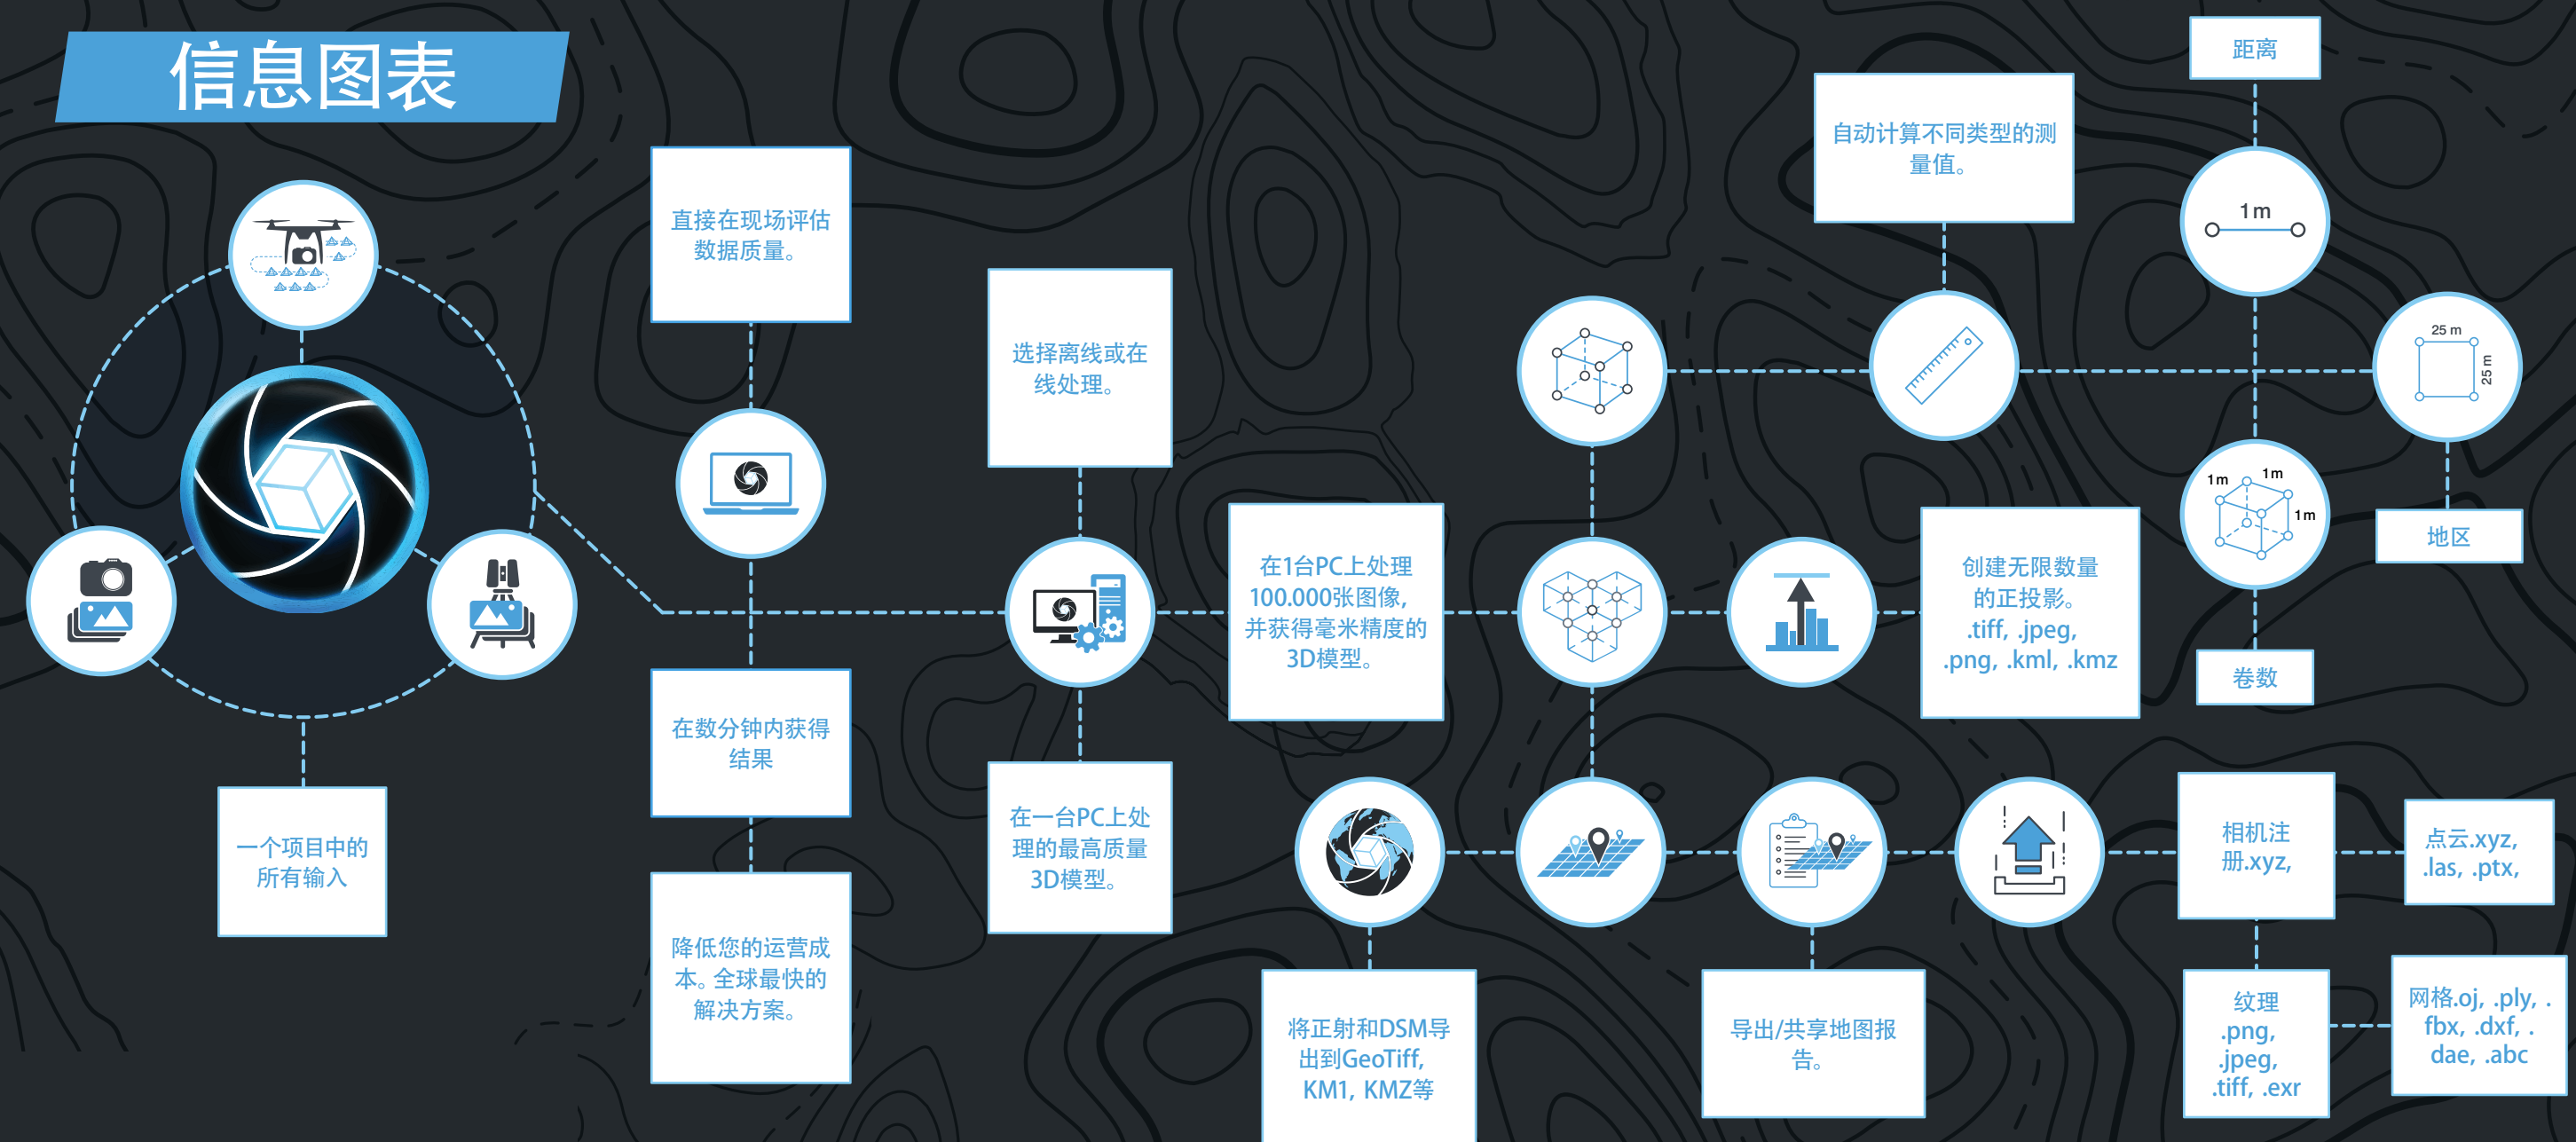 信息图表
一个项目中的
所有输入
直接在现场评估
数据质量。
在数分钟内获得
结果
降低您的运营成
本。全球最快的
解决方案。
选择离线或在
线处理。
在一台PC上处
理的最高质量
3D模型。
在1台PC上处理
100.000张图像,
并获得毫米精度的
3D模型。
自动计算不同类型的测
量值。
距离
1m
25 m
25 m
地区
1m
1m
1m
卷数
创建无限数量
的正投影。
.tiff, .jpeg,
.png, .kml, .kmz
将正射和DSM导
出到GeoTiff,
KM1, KMZ等
导出/共享地图报
告。
相机注
册.xyz,
点云.xyz,
.las, .ptx,
纹理
.png,
.jpeg,
.tiff, .exr
网格.oj, .ply, .
fbx, .dxf, .
dae, .abc